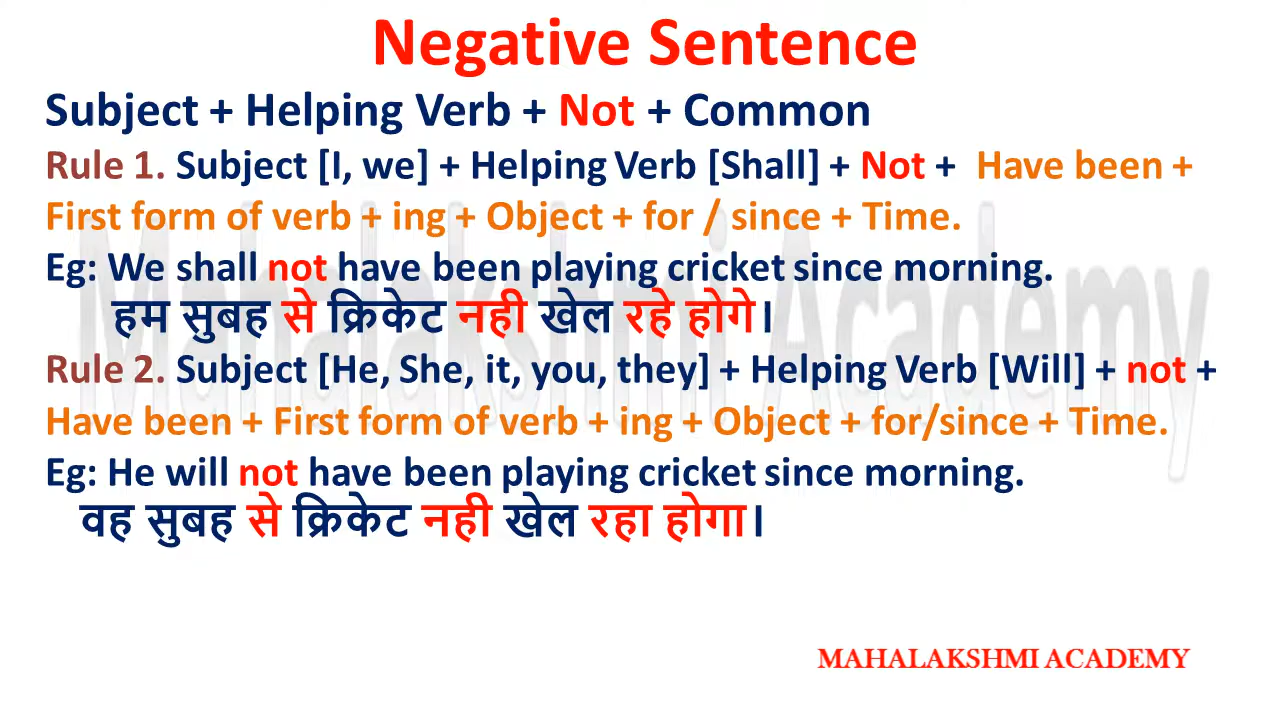 Negative Sentence
Subject + Helping Verb + Not + Common
Rule 1. Subject [I, we] + Helping Verb [Shall] + Not + Have been +
First form of verb + ing + Object + for / since + Time.
Eg: We shall not have been playing cricket since morning.
हम सुबह से क्रिकेट नही खेल रहे होगे।
Rule 2. Subject [He, She, it, you, they] + Helping Verb [Will] + not +
Have been + First form of verb + ing + Object + for/since + Time.
Eg: He will not have been playing cricket since morning.
वह सुबह से क्रिकेट नही खेल रहा होगा।
Mahalakshmi Academy
MAHALAKSHMI ACADEMY